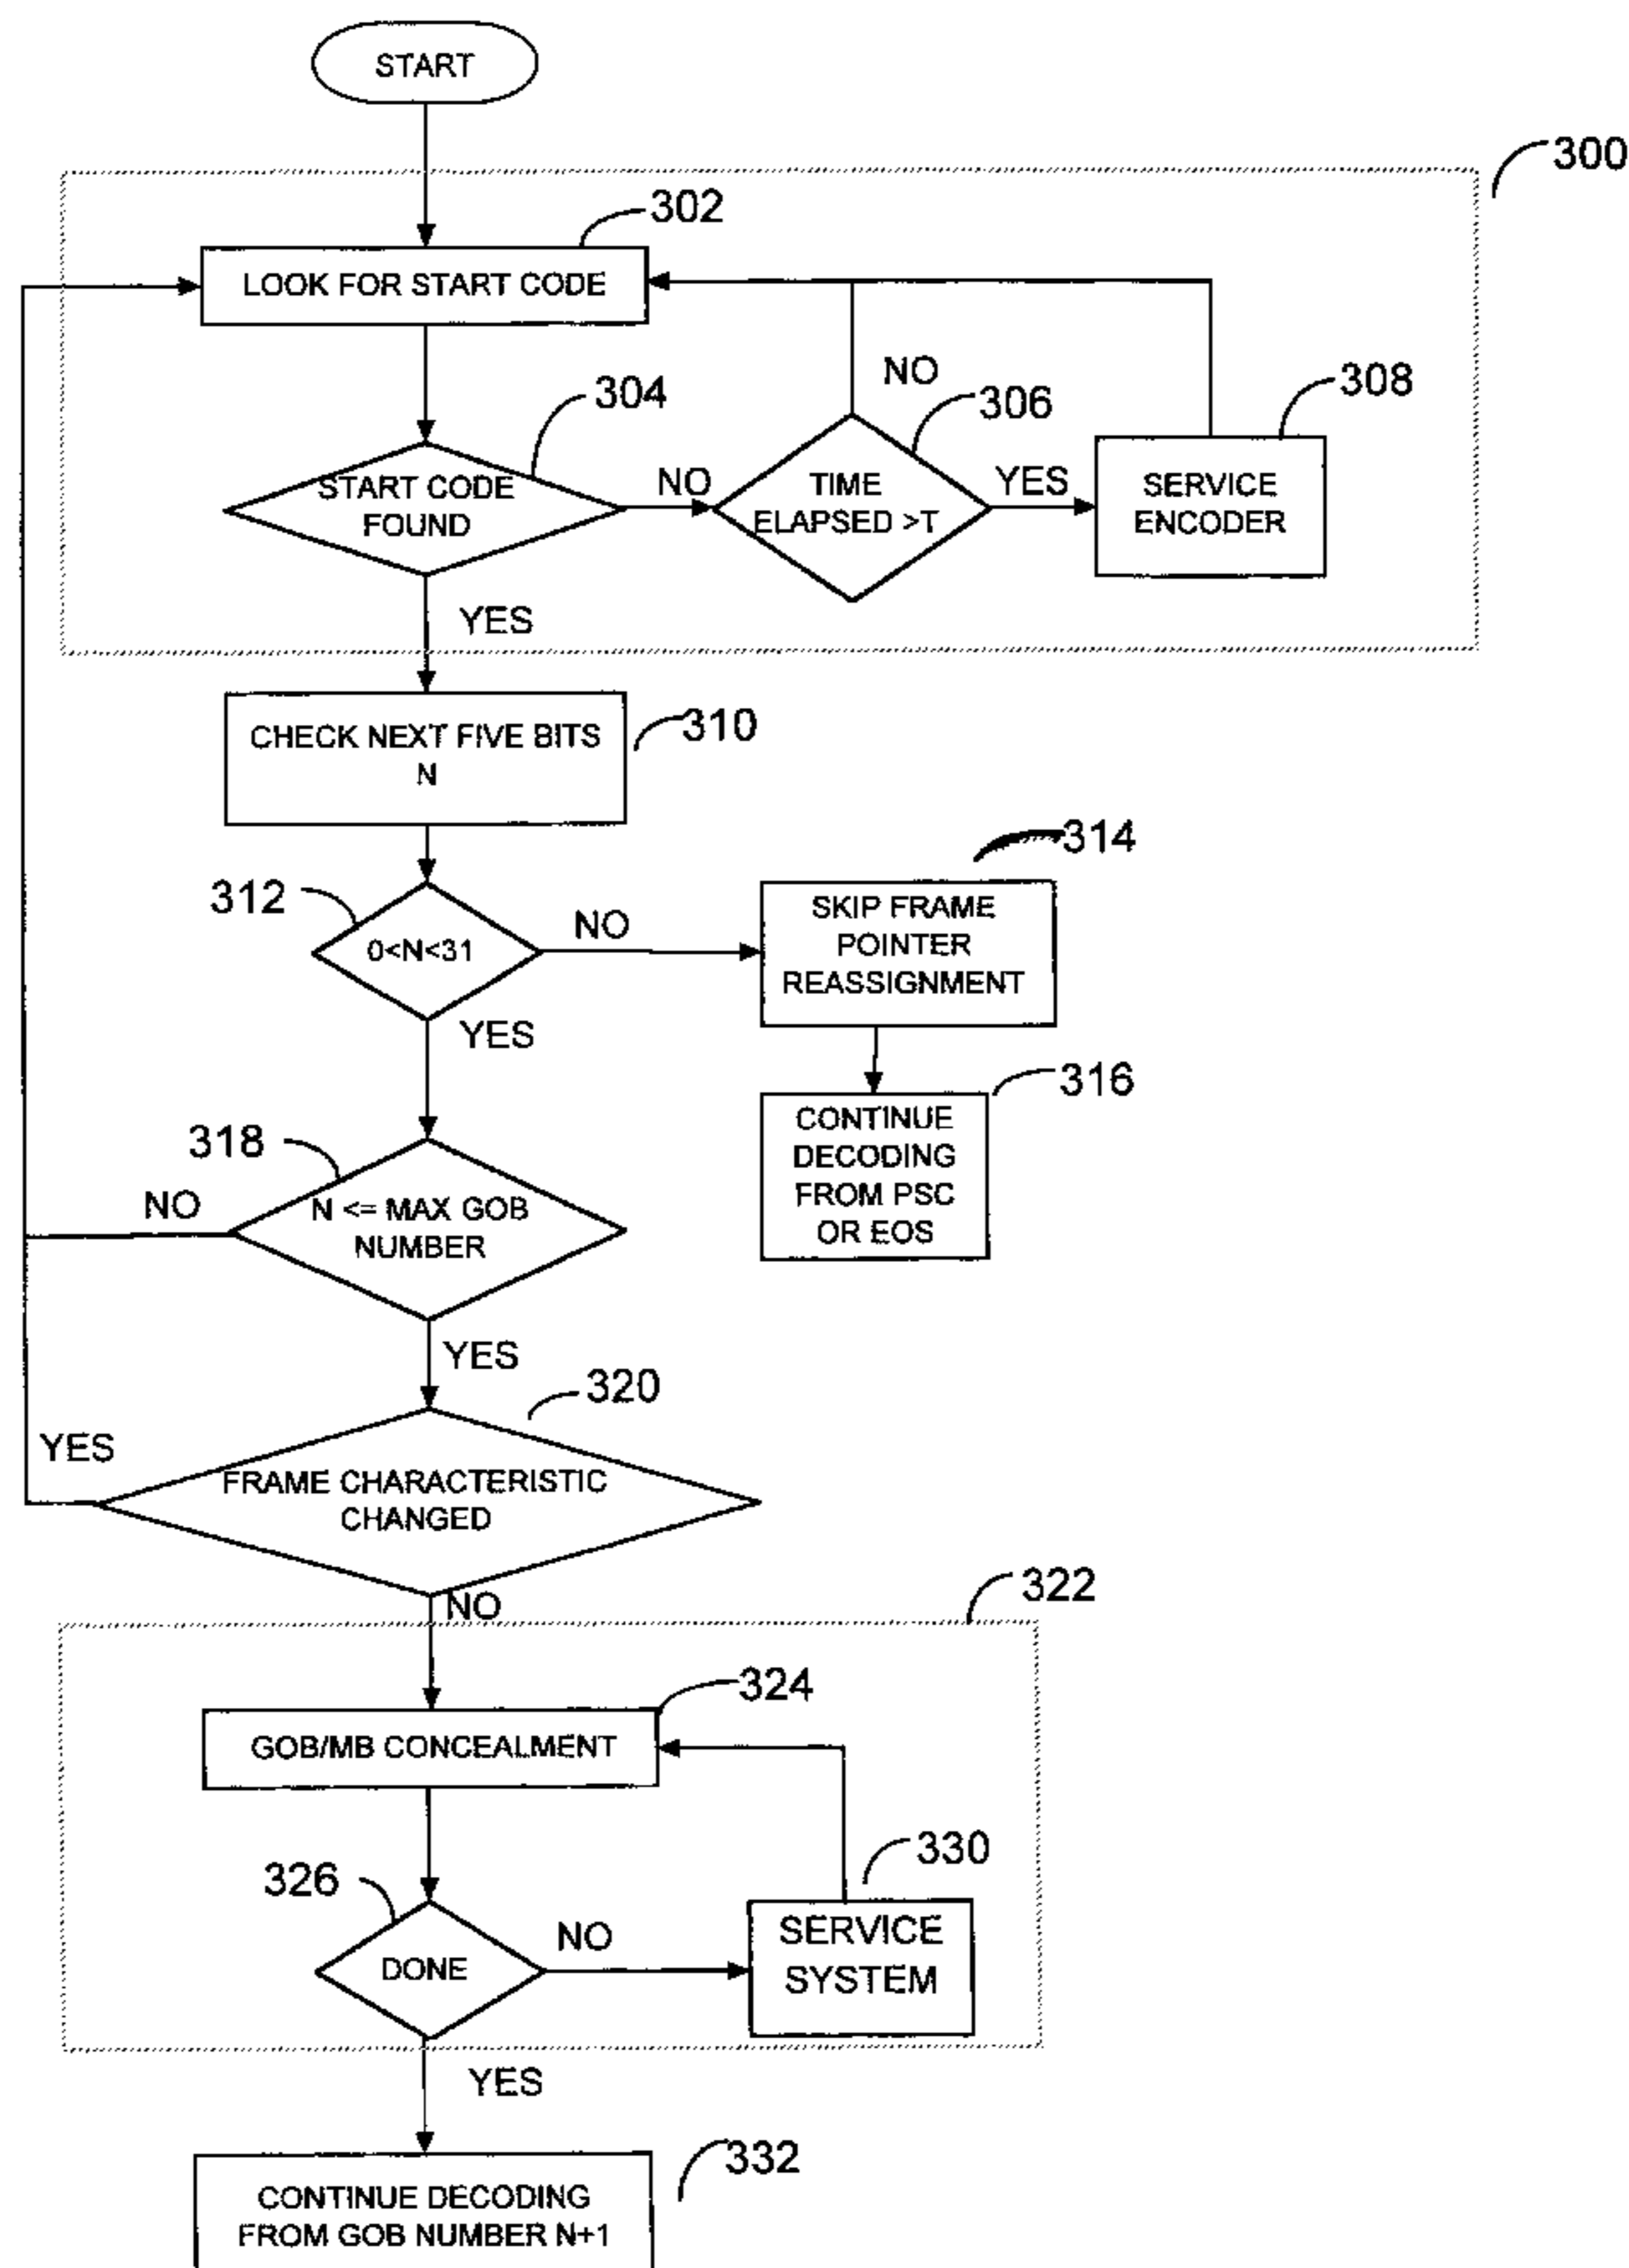 START
300
302
LOOK FOR START CODE
NO
304
306
308
START CODE
FOUND
NO
TIME
ELAPSED >T
YES
SERVICE
ENCODER
YES
CHECK NEXT FIVE BITS
N
310
312
0<N<31
NO
314
SKIP FRAME
POINTER
REASSIGNMENT
YES
316
CONTINUE
DECODING
FROM PSC
OR EOS
318
NO
N <= MAX GOB
NUMBER
YES
320
YES
FRAME CHARACTERISTIC
CHANGED
NO
322
324
GOB/MB CONCEALMENT
326
330
DONE
NO
SERVICE
SYSTEM
YES
332
CONTINUE DECODING
FROM GOB NUMBER N+1